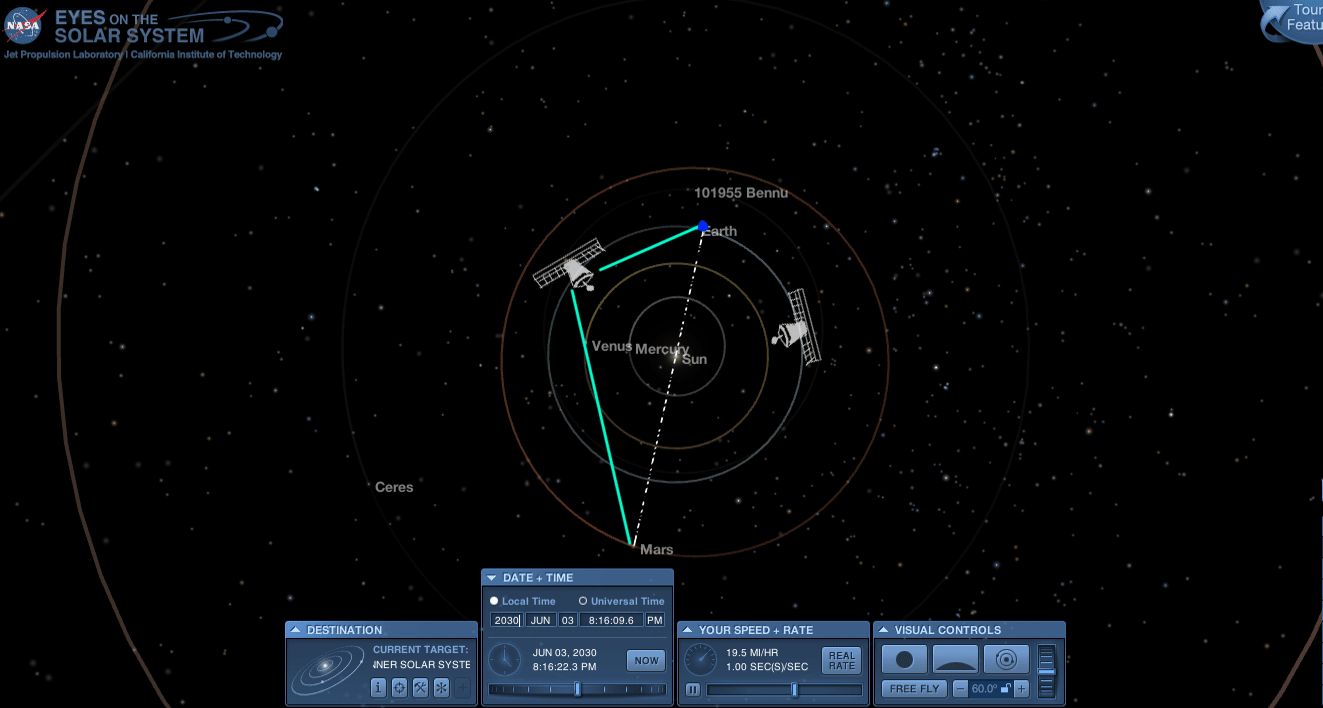 NASA
EYES ON THE
SOLAR SYSTEM
Jet Propulsion Laboratory | California Institute of Technology
Tour
Featu
101955 Bennu
Earth
Venus
Mercury
Sun
Ceres
Mars
DATE + TIME
Local Time
Universal Time
2030 JUN 03 8:16:09.6 PM
JUN 03, 2030
8:16:22.3 PM
NOW
DESTINATION
CURRENT TARGET:
NER SOLAR SYSTE
YOUR SPEED + RATE
19.5 MI/HR
1.00 SEC(S)/SEC
REAL
RATE
VISUAL CONTROLS
FREE FLY
60.0°